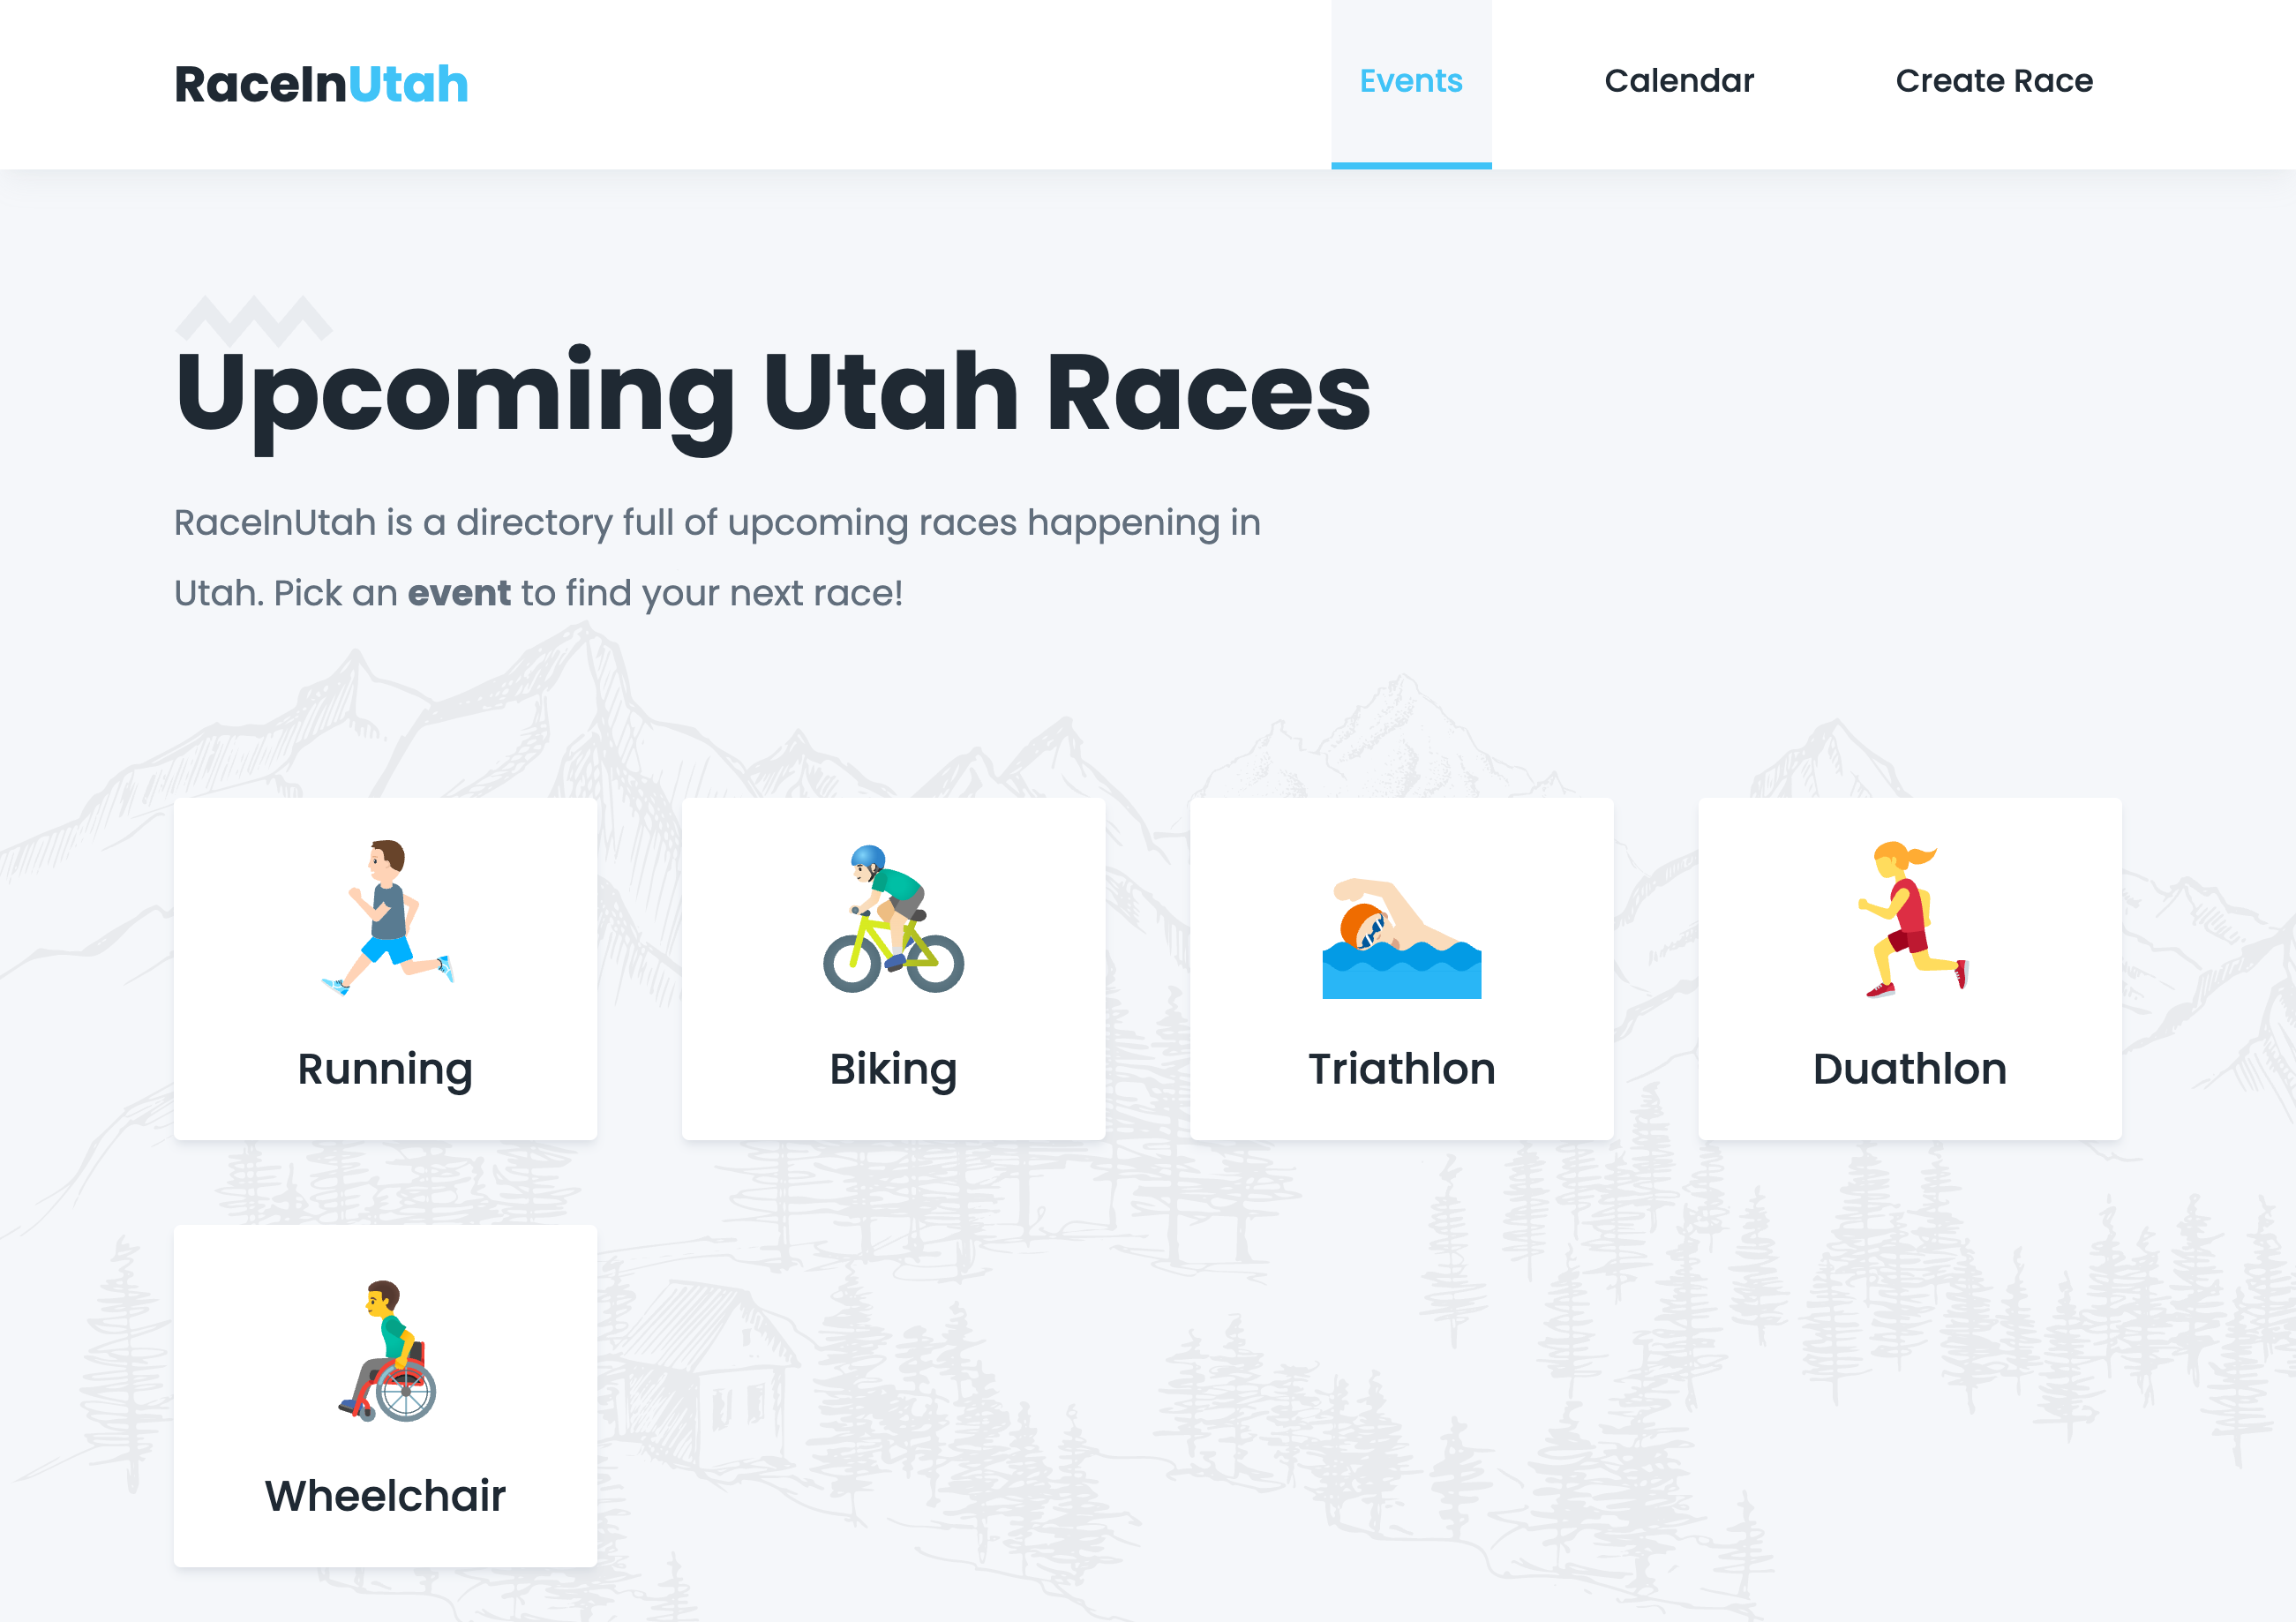 RaceInUtah
Events
Calendar
Create Race
Upcoming Utah Races
RaceInUtah is a directory full of upcoming races happening in
Utah. Pick an event to find your next race!
Running
Biking
Triathlon
Duathlon
Wheelchair